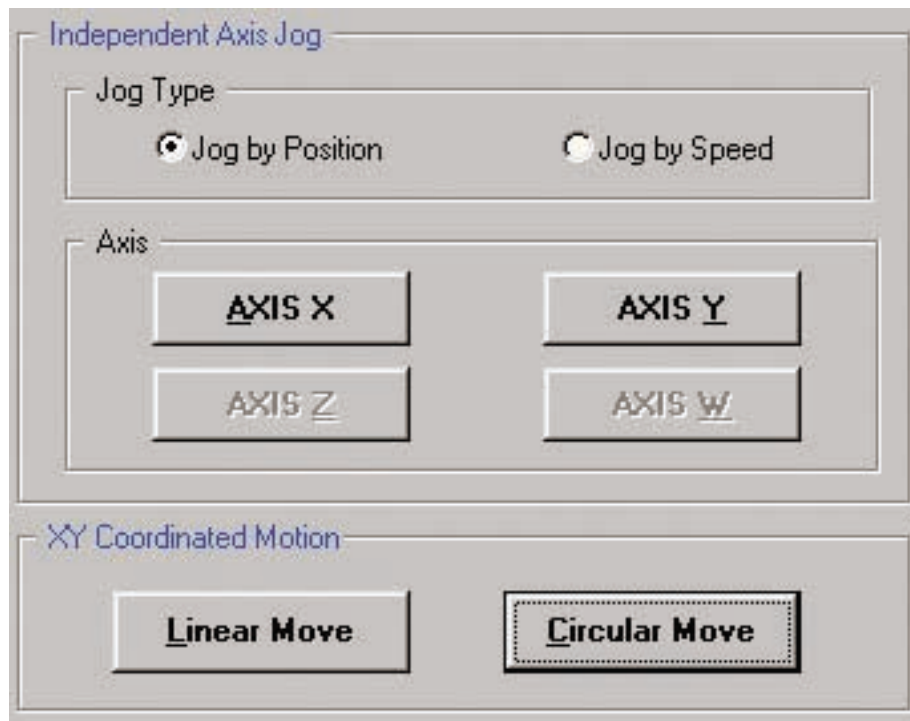 Independent Axis Jog
Jog Type
Jog by Position Jog by Speed
Axis
AXIS X AXIS Y
AXIS Z AXIS W
XY Coordinated Motion
Linear Move Circular Move